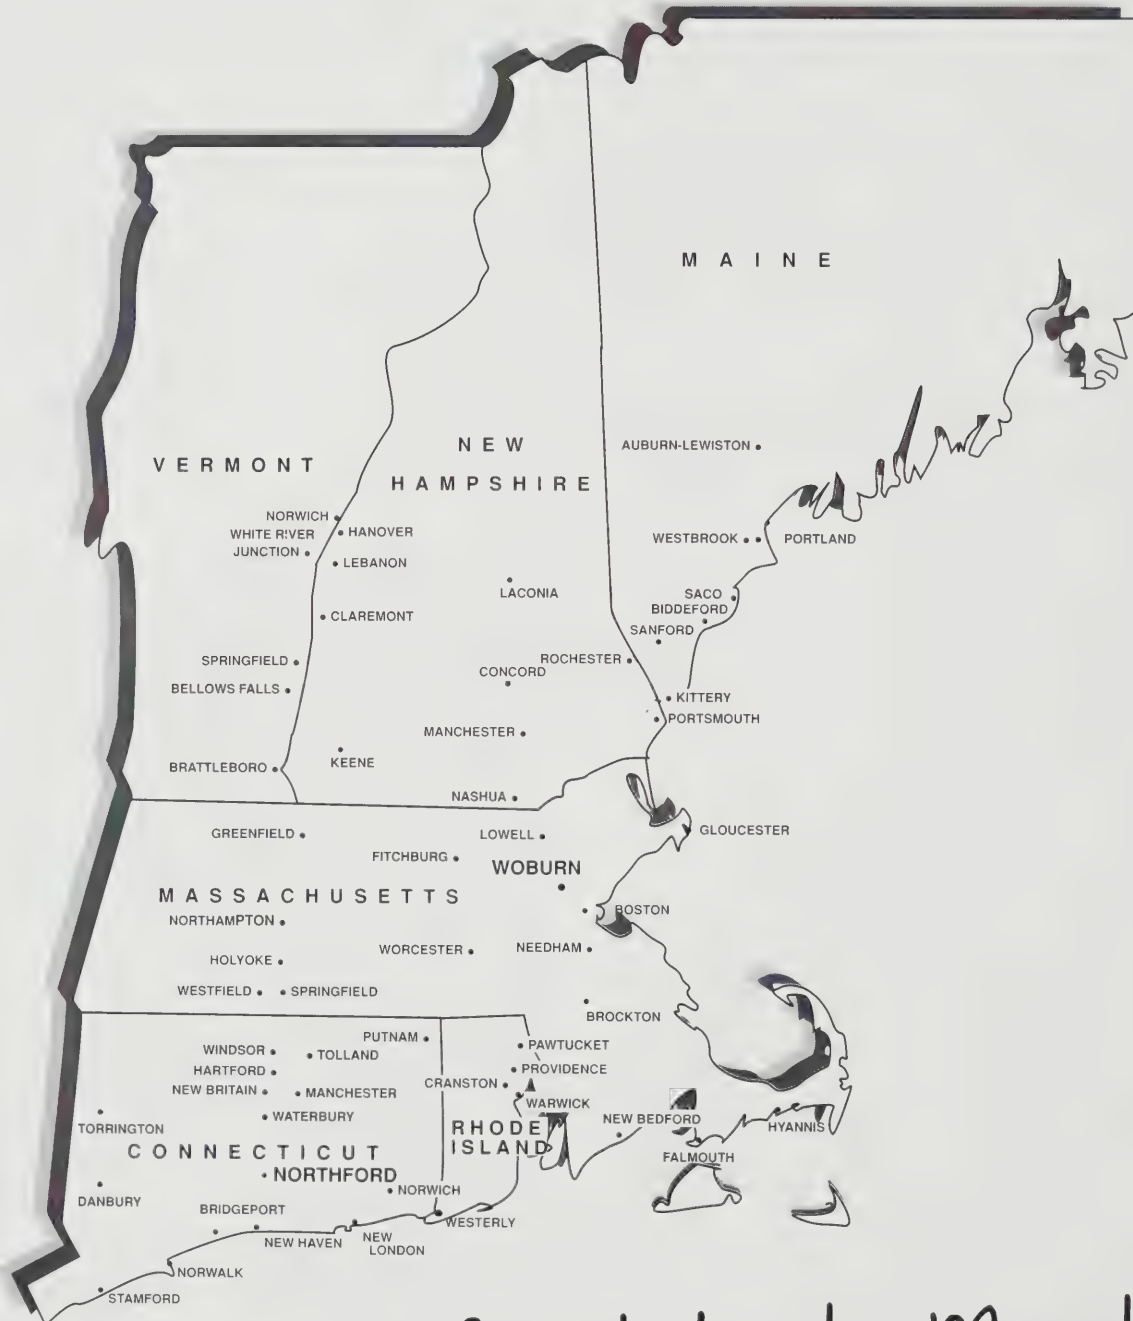 MAINE
NEW
HAMPSHIRE
VERMONT
AUBURN-LEWISTON
NORWICH
WHITE RIVER
JUNCTION
HANOVER
LEBANON
WESTBROOK
PORTLAND
LACONIA
SACO
BIDDEFORD
CLAREMONT
SANFORD
SPRINGFIELD
ROCHESTER
CONCORD
BELLOWS FALLS
KITTERY
PORTSMOUTH
MANCHESTER
BRATTLEBORO
KEENE
NASHUA
GREENFIELD
LOWELL
GLOUCESTER
FITCHBURG
WOBURN
MASSACHUSETTS
NORTHAMPTON
BOSTON
WORCESTER
NEEDHAM
HOLYOKE
WESTFIELD
SPRINGFIELD
BROCKTON
PUTNAM
PAWTUCKET
WINDSOR
TOLLAND
HARTFORD
PROVIDENCE
NEW BRITAIN
MANCHESTER
CRANSTON
WARWICK
WATERBURY
TORRINGTON
RHODE
ISLAND
NEW BEDFORD
HYANNIS
CONNECTICUT
FALMOUTH
NORTHFORD
DANBURY
NORWICH
BRIDGEPORT
WESTERLY
NEW HAVEN
NEW
LONDON
NORWALK
STAMFORD